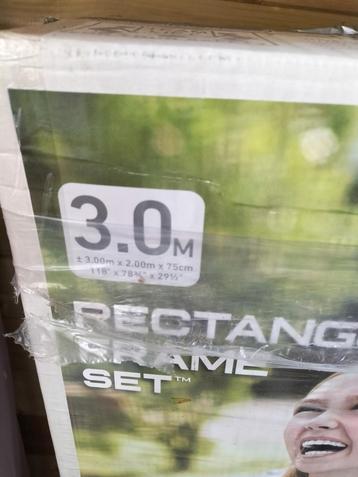 3.0M
± 3.00m x 2.00m x 75cm
118" x 78¾" x 29½"
RECTANG
FRAME
SET™